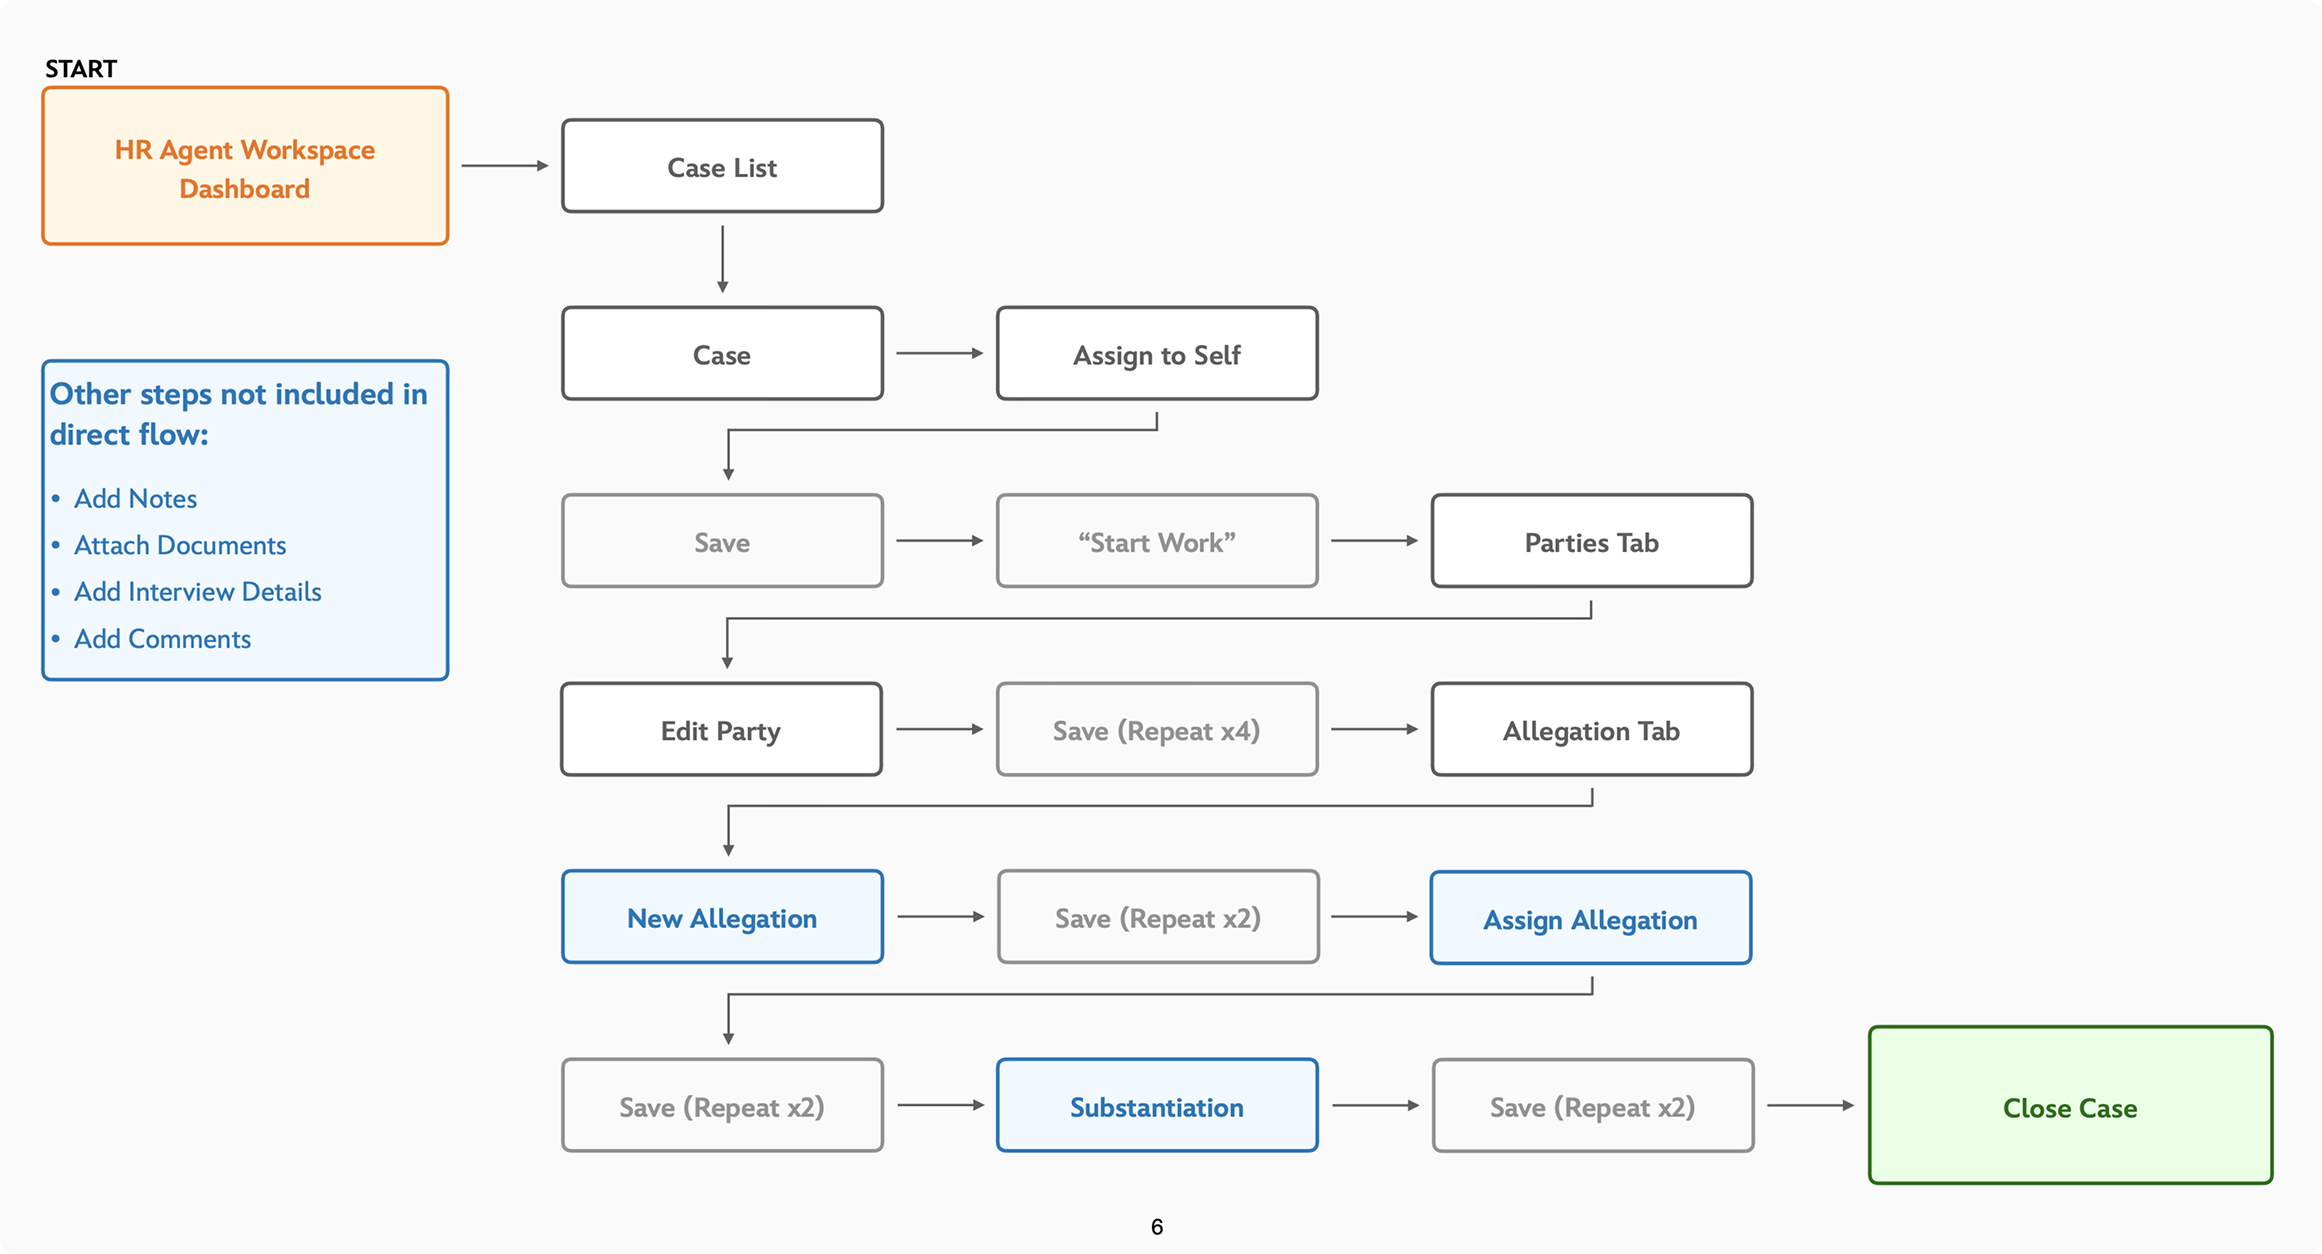 START
HR Agent Workspace
Dashboard
Case List
Case
Assign to Self
Other steps not included in
direct flow:
• Add Notes
• Attach Documents
• Add Interview Details
• Add Comments
Save
“Start Work”
Parties Tab
Edit Party
Save (Repeat x4)
Allegation Tab
New Allegation
Save (Repeat x2)
Assign Allegation
Save (Repeat x2)
Substantiation
Save (Repeat x2)
Close Case
6